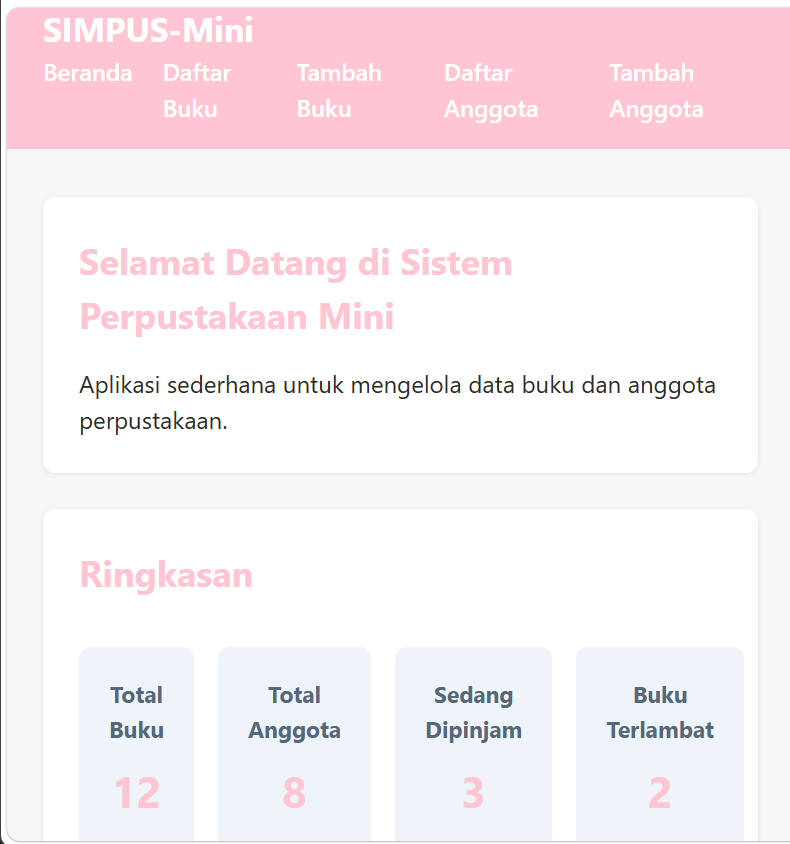 SIMPUS-Mini
Beranda Daftar Buku Tambah Buku Daftar Anggota Tambah Anggota
Selamat Datang di Sistem
Perpustakaan Mini
Aplikasi sederhana untuk mengelola data buku dan anggota
perpustakaan.
Ringkasan
Total
Buku
12
Total
Anggota
8
Sedang
Dipinjam
3
Buku
Terlambat
2